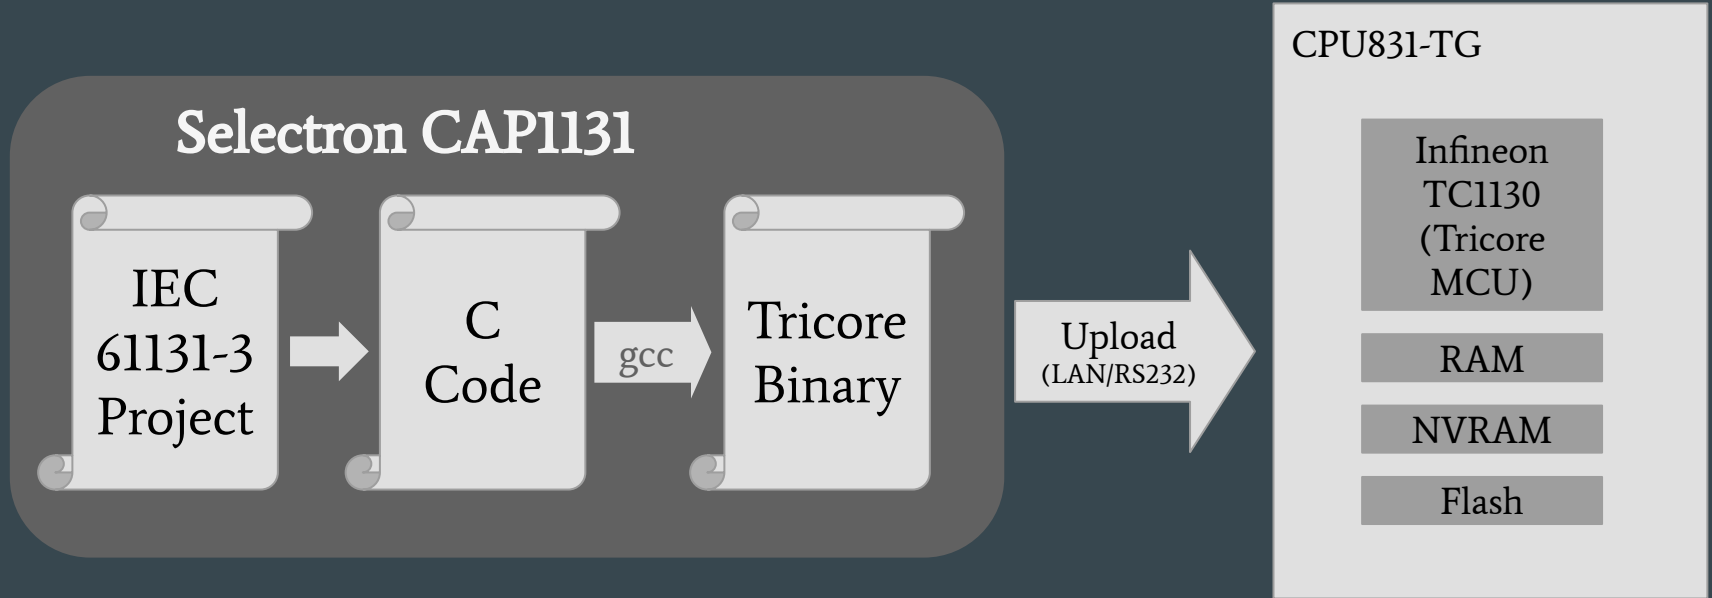 Selectron CAP1131
IEC
61131-3
Project
C
Code
gcc
Tricore
Binary
Upload
(LAN/RS232)
CPU831-TG
Infineon
TC1130
(Tricore
MCU)
RAM
NVRAM
Flash